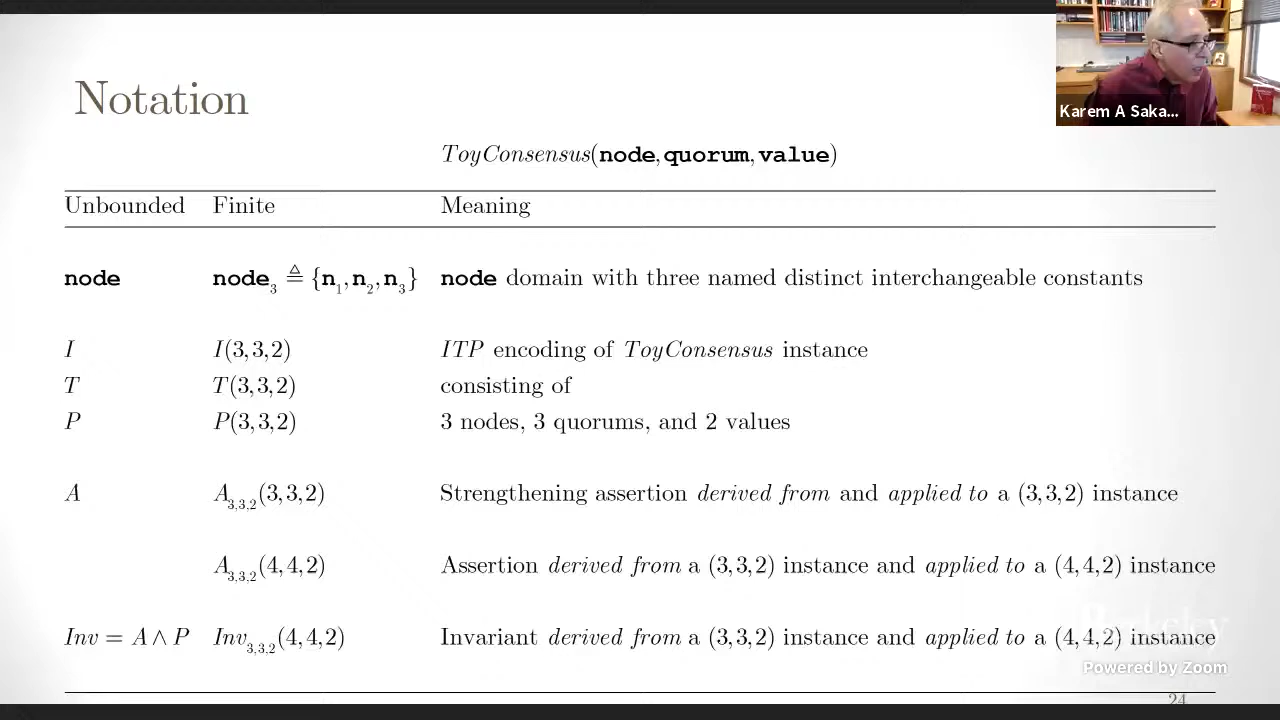 Notation
Karem A Saka...
ToyConsensus(node, quorum, value)
Unbounded Finite Meaning
node node₃ ≜ {n₁, n₂, n₃} node domain with three named distinct interchangeable constants
I I(3,3,2) ITP encoding of ToyConsensus instance
T T(3,3,2) consisting of
P P(3,3,2) 3 nodes, 3 quorums, and 2 values
A A₃,₃,₂(3,3,2) Strengthening assertion derived from and applied to a (3,3,2) instance
A₃,₃,₂(4,4,2) Assertion derived from a (3,3,2) instance and applied to a (4,4,2) instance
Inv = A ∧ P Inv₃,₃,₂(4,4,2) Invariant derived from a (3,3,2) instance and applied to a (4,4,2) instance
Berkeley
Powered by Zoom
24